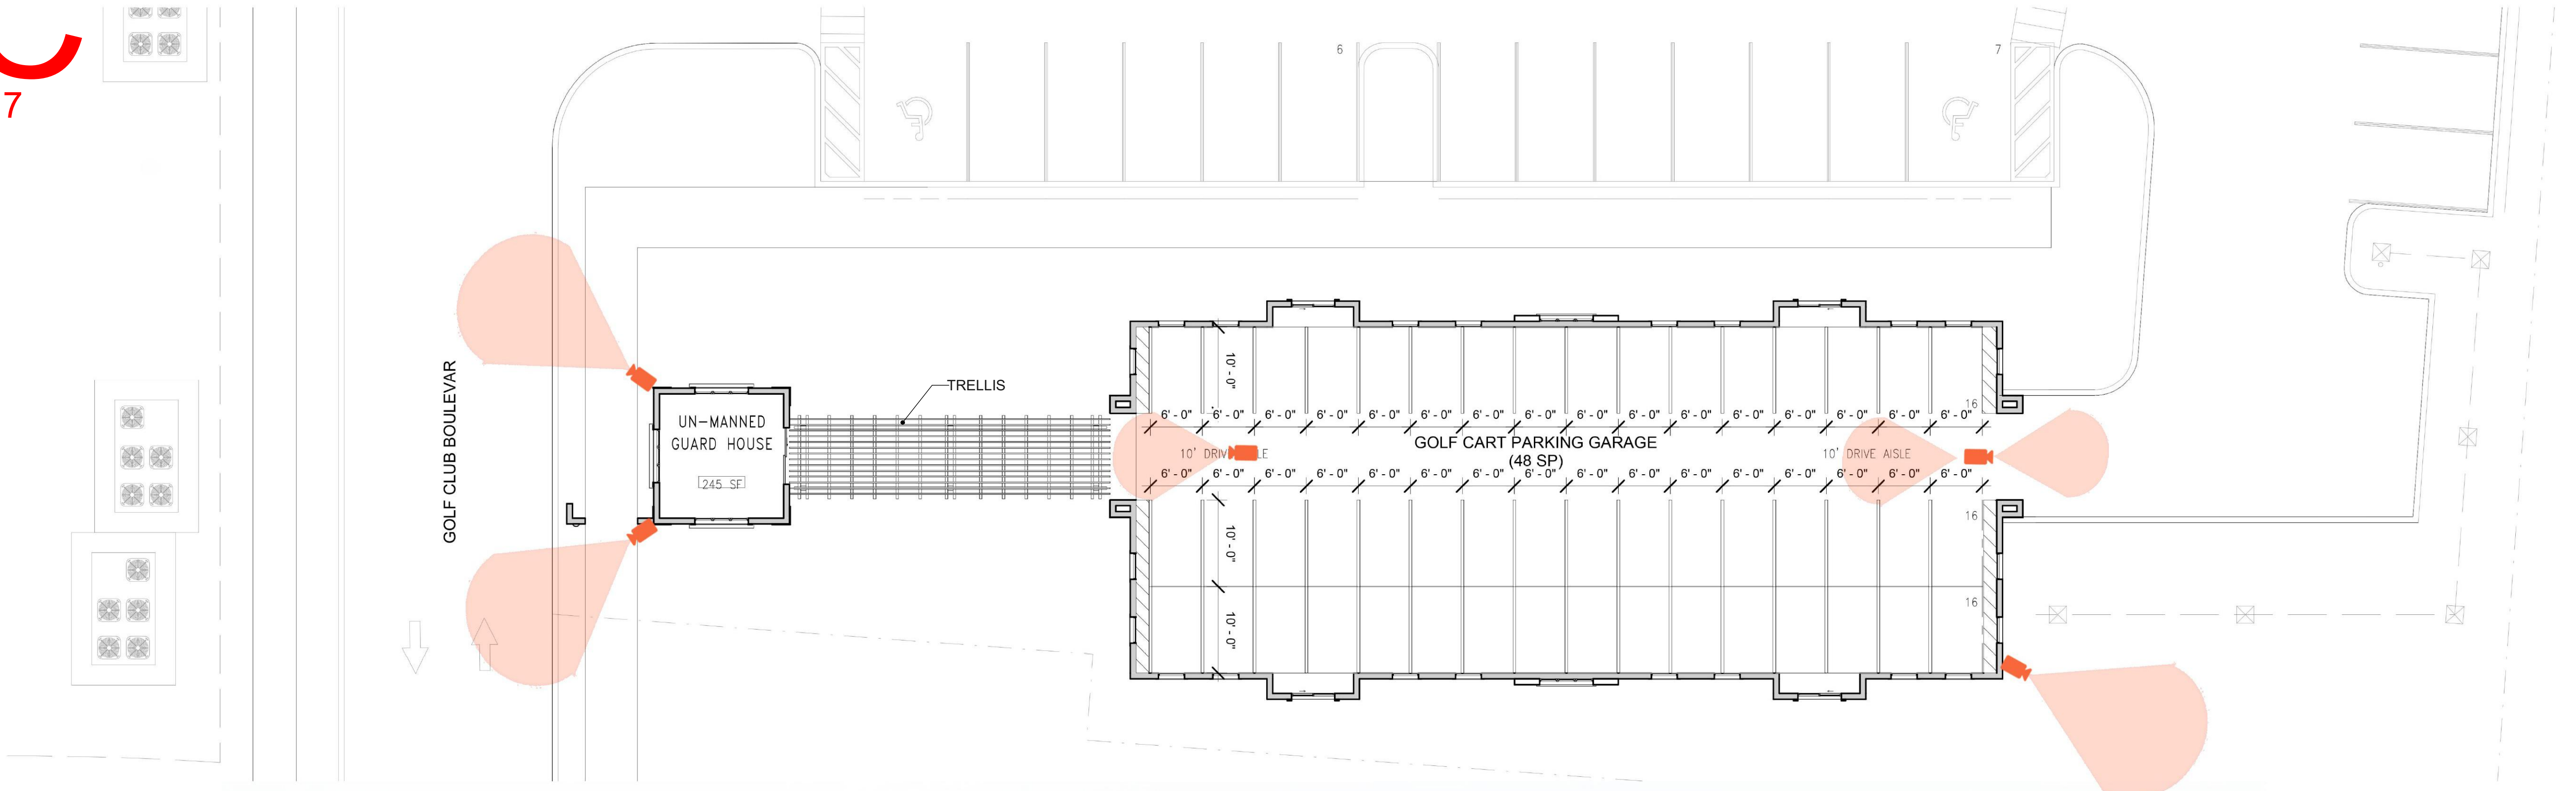 7
6
7
GOLF CLUB BOULEVAR
TRELLIS
UN-MANNED
GUARD HOUSE
245 SF
10' - 0"
16
6' - 0" 6' - 0" 6' - 0" 6' - 0" 6' - 0" 6' - 0" 6' - 0" 6' - 0" 6' - 0" 6' - 0" 6' - 0" 6' - 0" 6' - 0" 6' - 0" 6' - 0" 6' - 0"
GOLF CART PARKING GARAGE
(48 SP)
10' DRIV LE
10' DRIVE AISLE
6' - 0" 6' - 0" 6' - 0" 6' - 0" 6' - 0" 6' - 0" 6' - 0" 6' - 0" 6' - 0" 6' - 0" 6' - 0" 6' - 0" 6' - 0" 6' - 0" 6' - 0" 6' - 0"
16
10' - 0"
16
10' - 0"